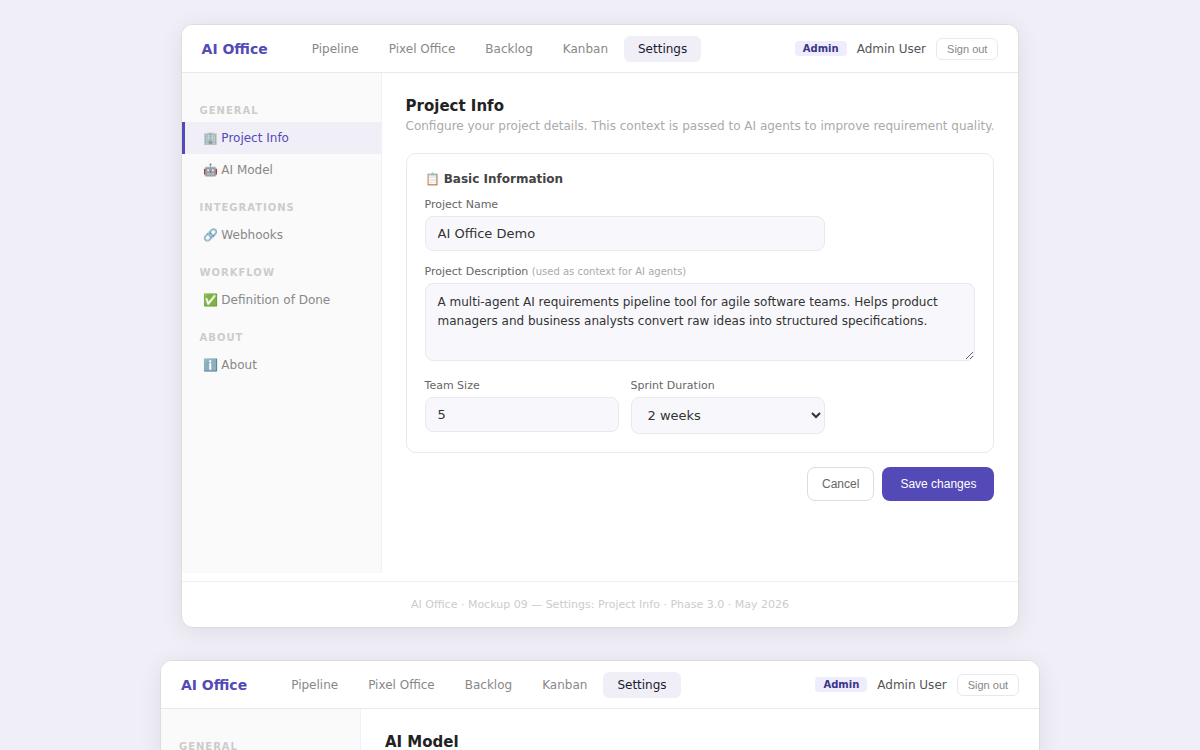 AI Office Pipeline Pixel Office Backlog Kanban Settings Admin Admin User Sign out
GENERAL
🏢 Project Info
🤖 AI Model
INTEGRATIONS
🔗 Webhooks
WORKFLOW
✅ Definition of Done
ABOUT
ℹ️ About
Project Info
Configure your project details. This context is passed to AI agents to improve requirement quality.
📋 Basic Information
Project Name
AI Office Demo
Project Description (used as context for AI agents)
A multi-agent AI requirements pipeline tool for agile software teams. Helps product
managers and business analysts convert raw ideas into structured specifications.
Team Size Sprint Duration
5 2 weeks
Cancel Save changes
AI Office · Mockup 09 — Settings: Project Info · Phase 3.0 · May 2026
AI Office Pipeline Pixel Office Backlog Kanban Settings Admin Admin User Sign out
GENERAL
AI Model